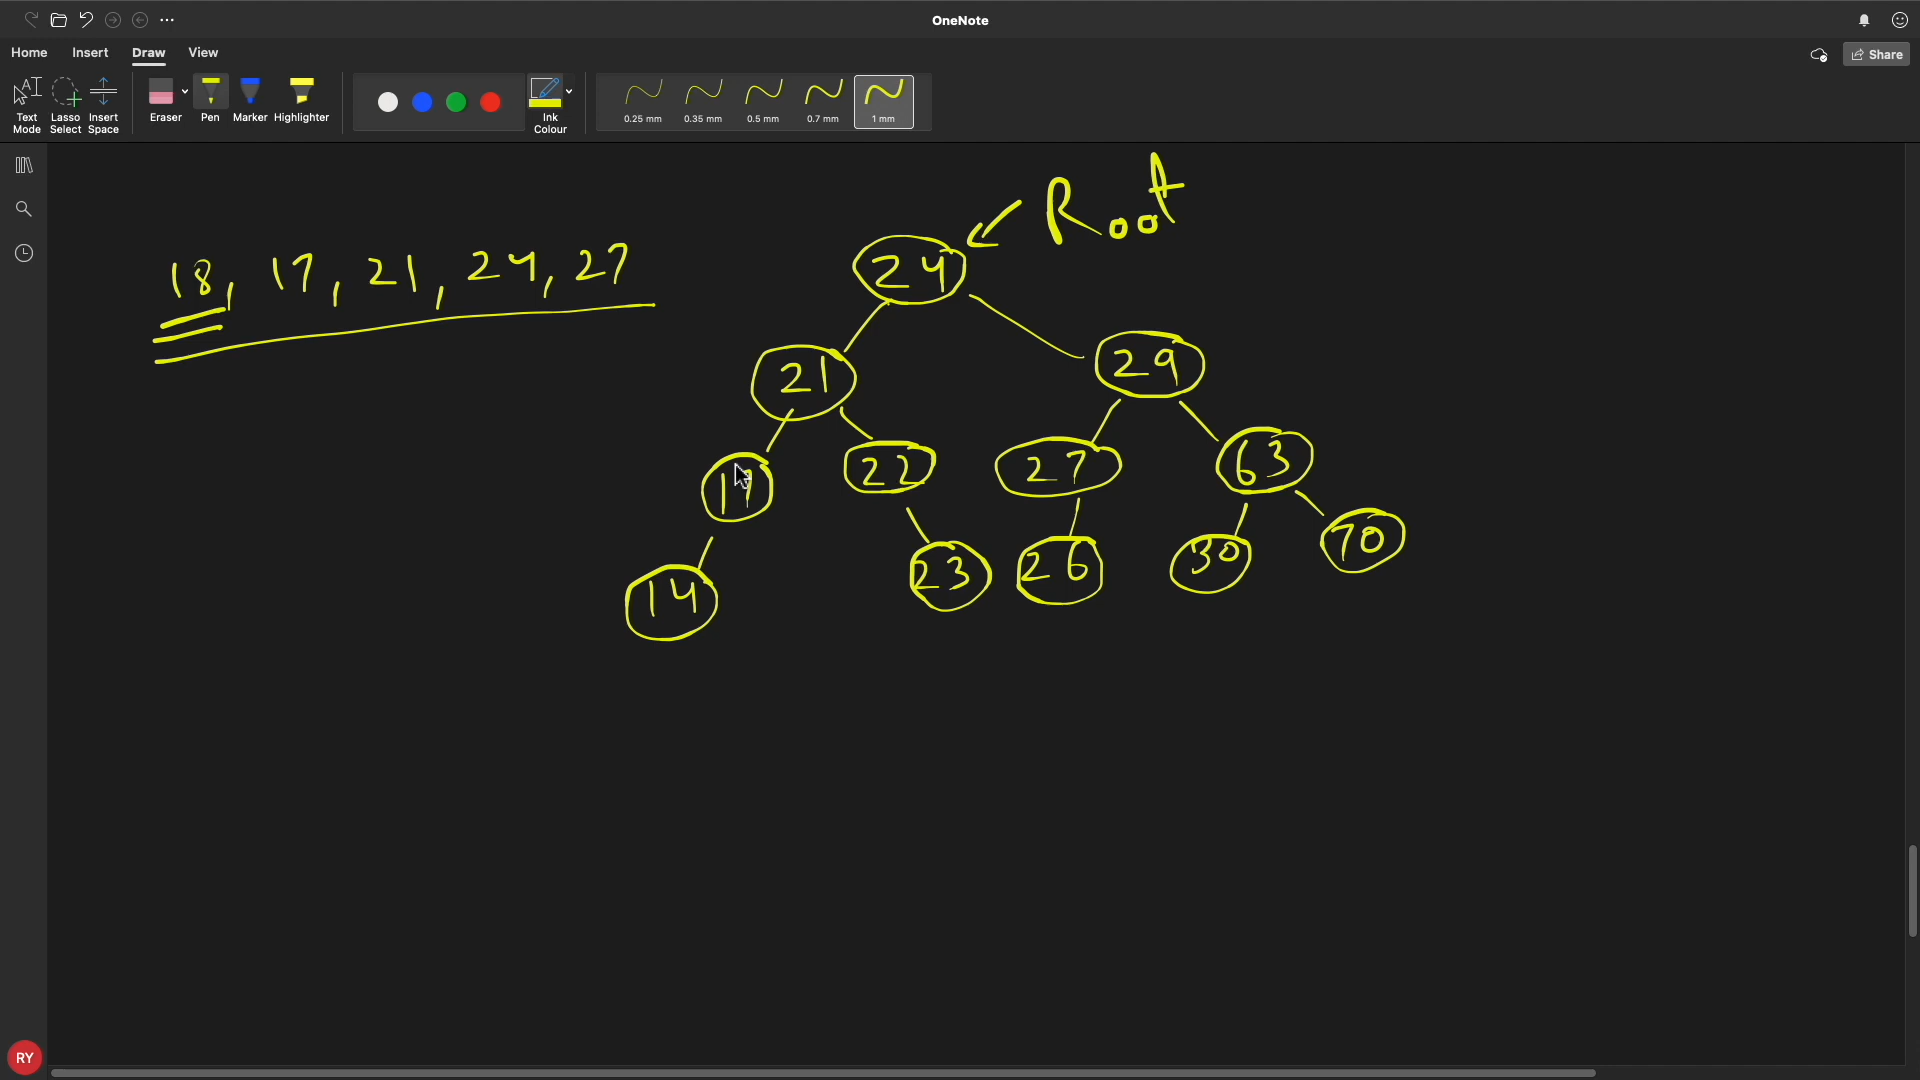 OneNote
Home Insert Draw View
Share
Text Mode
Lasso Select
Insert Space
Eraser
Pen
Marker
Highlighter
Ink Colour
0.25 mm
0.35 mm
0.5 mm
0.7 mm
1 mm
Root
18, 17, 21, 24, 27
24
21 29
22 27 63
14 23 26 30 70
RY